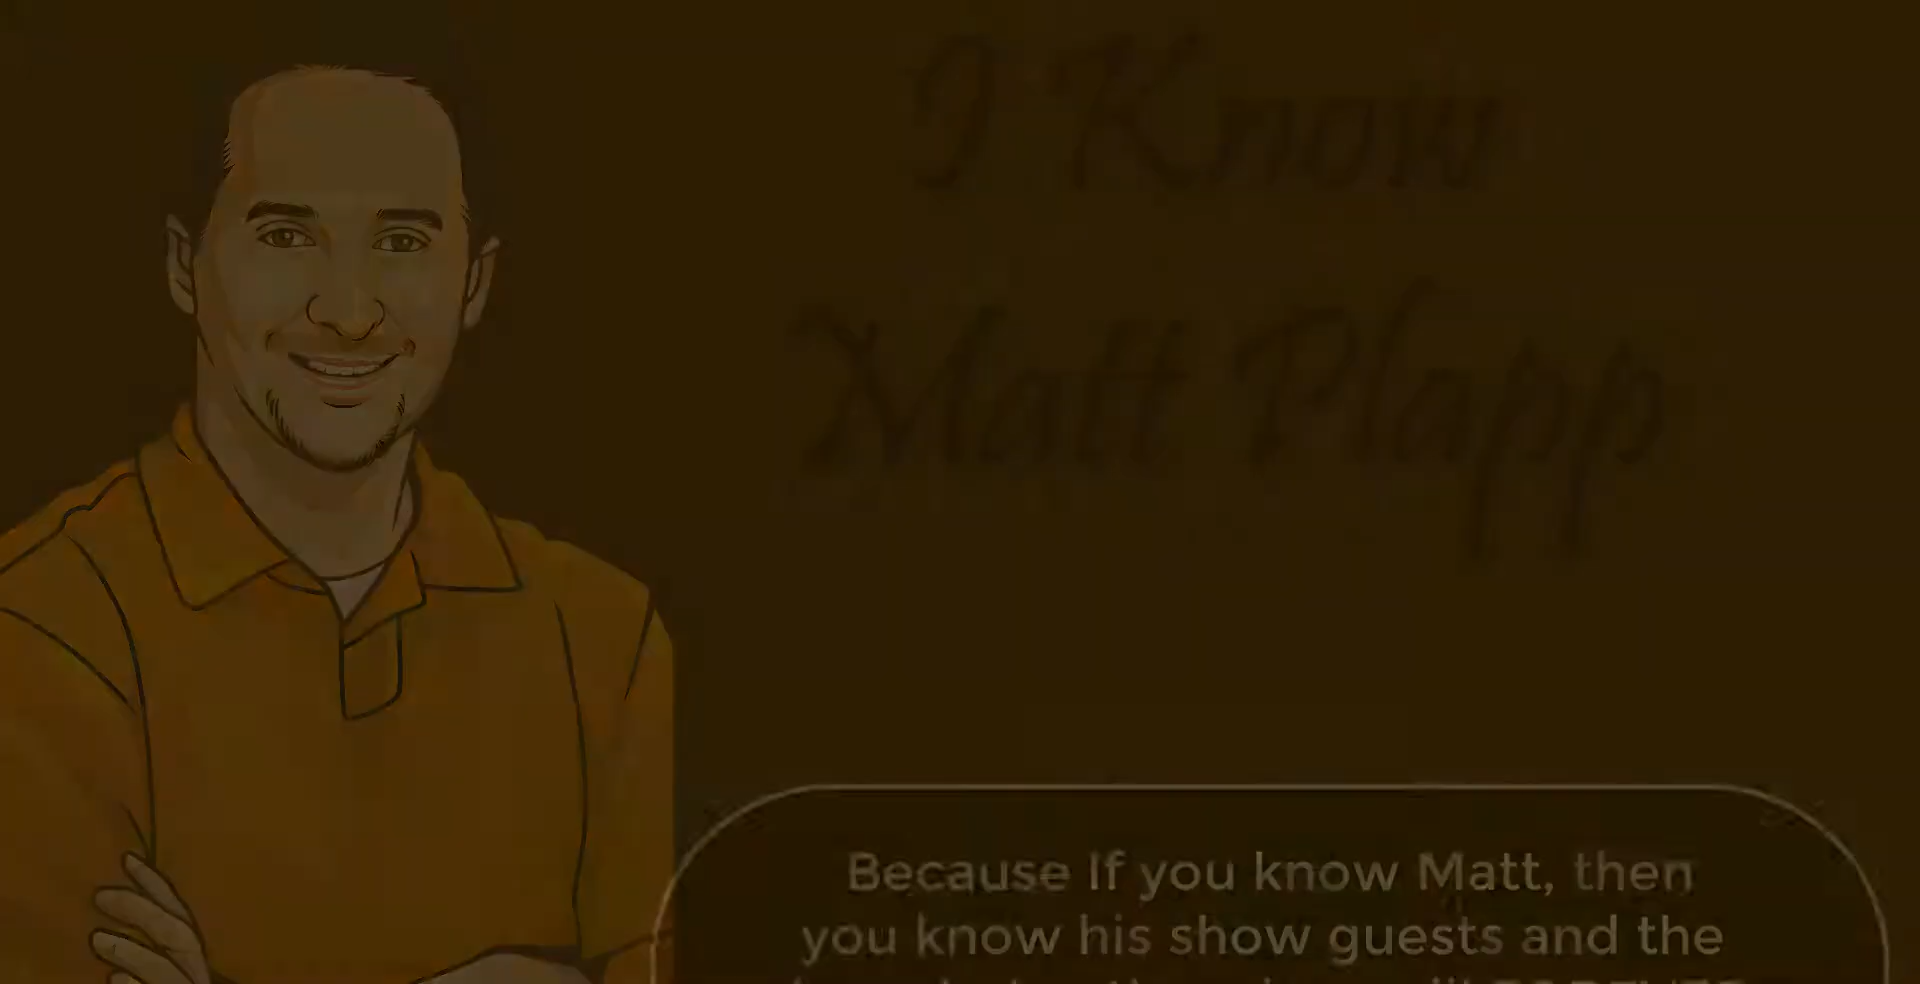 I Know
Matt Plapp
Because If you know Matt, then
you know his show guests and the